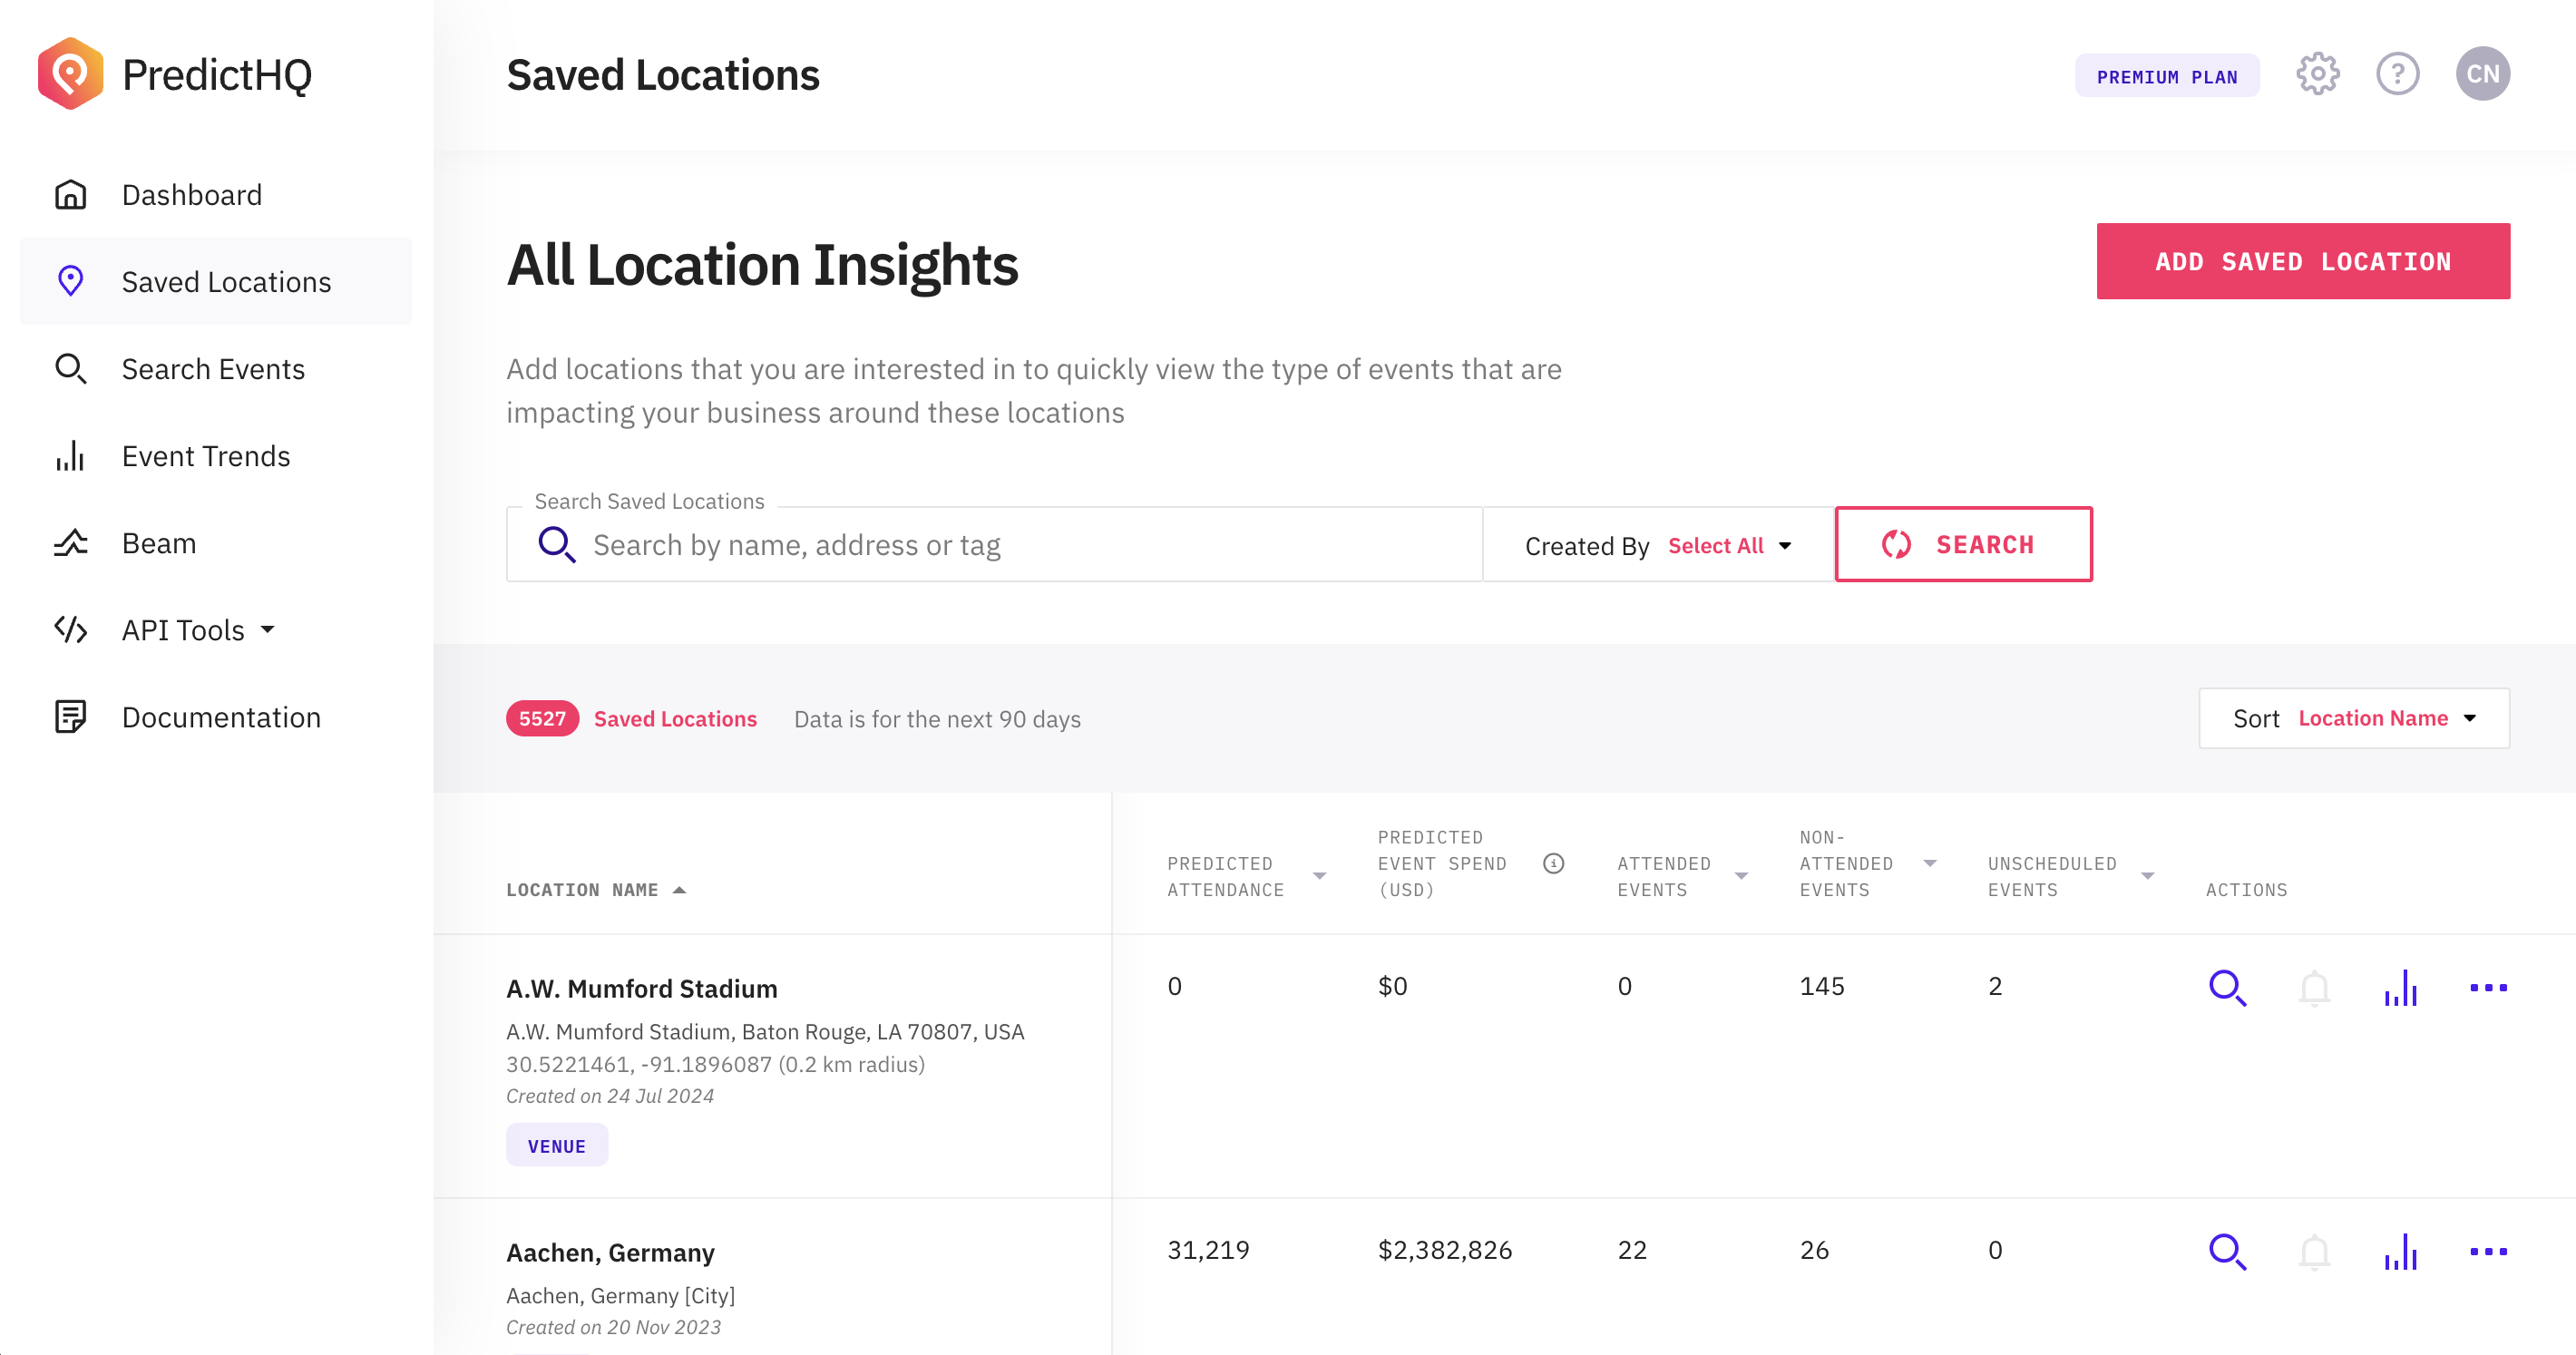 PredictHQ
Dashboard
Saved Locations
Search Events
Event Trends
Beam
API Tools
Documentation
Saved Locations
PREMIUM PLAN
?
CN
All Location Insights
ADD SAVED LOCATION
Add locations that you are interested in to quickly view the type of events that are
impacting your business around these locations
Search Saved Locations
Search by name, address or tag
Created By Select All
SEARCH
5527 Saved Locations Data is for the next 90 days
Sort Location Name
LOCATION NAME
PREDICTED
ATTENDANCE
PREDICTED
EVENT SPEND
(USD)
ATTENDED
EVENTS
NON-
ATTENDED
EVENTS
UNSCHEDULED
EVENTS
ACTIONS
A.W. Mumford Stadium
A.W. Mumford Stadium, Baton Rouge, LA 70807, USA
30.5221461, -91.1896087 (0.2 km radius)
Created on 24 Jul 2024
VENUE
0 $0 0 145 2
Aachen, Germany
Aachen, Germany [City]
Created on 20 Nov 2023
31,219 $2,382,826 22 26 0